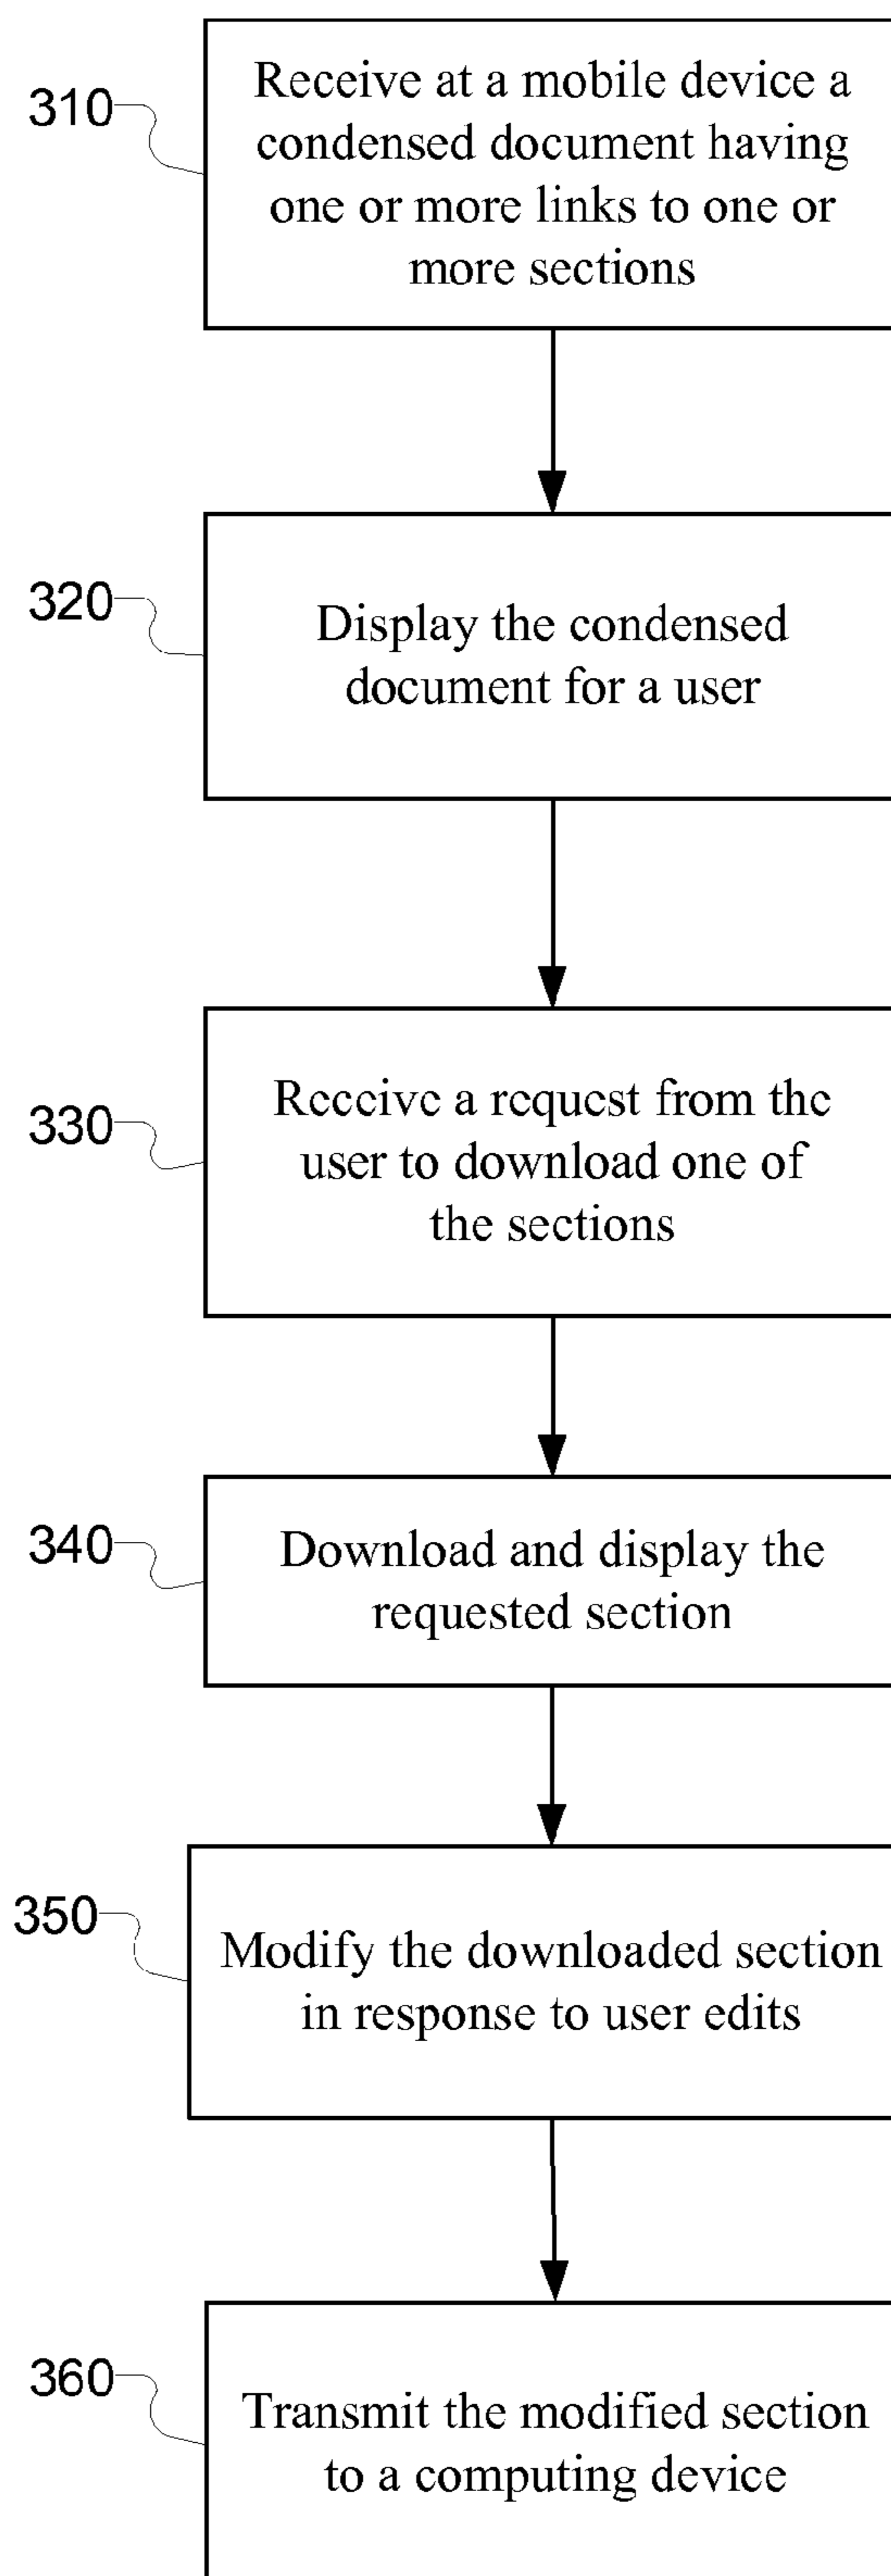 310
Receive at a mobile device a
condensed document having
one or more links to one or
more sections
320
Display the condensed
document for a user
330
Receive a request from the
user to download one of
the sections
340
Download and display the
requested section
350
Modify the downloaded section
in response to user edits
360
Transmit the modified section
to a computing device